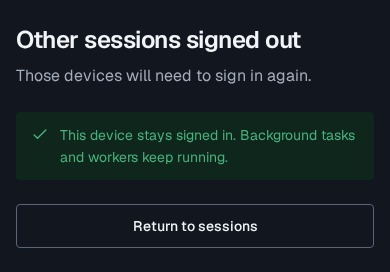 Other sessions signed out
Those devices will need to sign in again.
This device stays signed in. Background tasks
and workers keep running.
Return to sessions